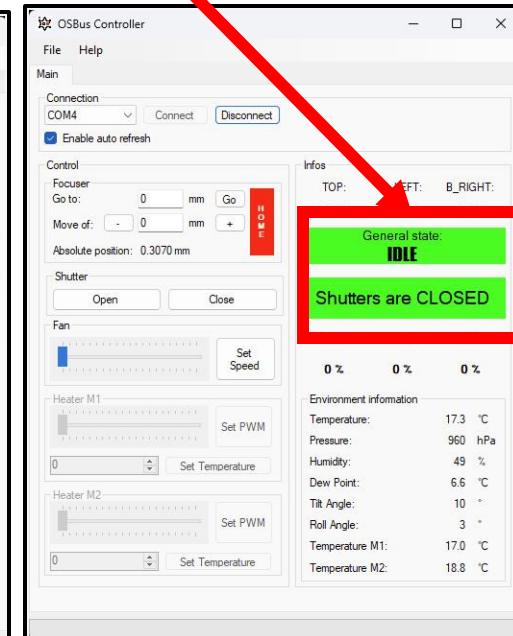 OSBus Controller
File Help
Main
Connection
COM4 Connect Disconnect
Enable auto refresh
Control
Focuser
Go to: 0 mm Go
Move of: - 0 mm +
HOME
Absolute position: 0.3070 mm
Shutter
Open Close
Fan
Set Speed
Heater M1
Set PWM
0 Set Temperature
Heater M2
Set PWM
0 Set Temperature
Infos
TOP: B_RIGHT:
General state:
IDLE
Shutters are CLOSED
0 % 0 % 0 %
Environment information
Temperature: 17.3 °C
Pressure: 960 hPa
Humidity: 49 %
Dew Point: 6.6 °C
Tilt Angle: 10 °
Roll Angle: 3 °
Temperature M1: 17.0 °C
Temperature M2: 18.8 °C